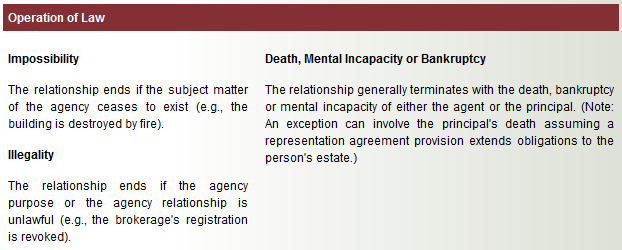 Operation of Law
Impossibility
The relationship ends if the subject matter
of the agency ceases to exist (e.g., the
building is destroyed by fire).
Illegality
The relationship ends if the agency
purpose or the agency relationship is
unlawful (e.g., the brokerage's registration
is revoked).
Death, Mental Incapacity or Bankruptcy
The relationship generally terminates with the death, bankruptcy
or mental incapacity of either the agent or the principal. (Note:
An exception can involve the principal's death assuming a
representation agreement provision extends obligations to the
person's estate.)